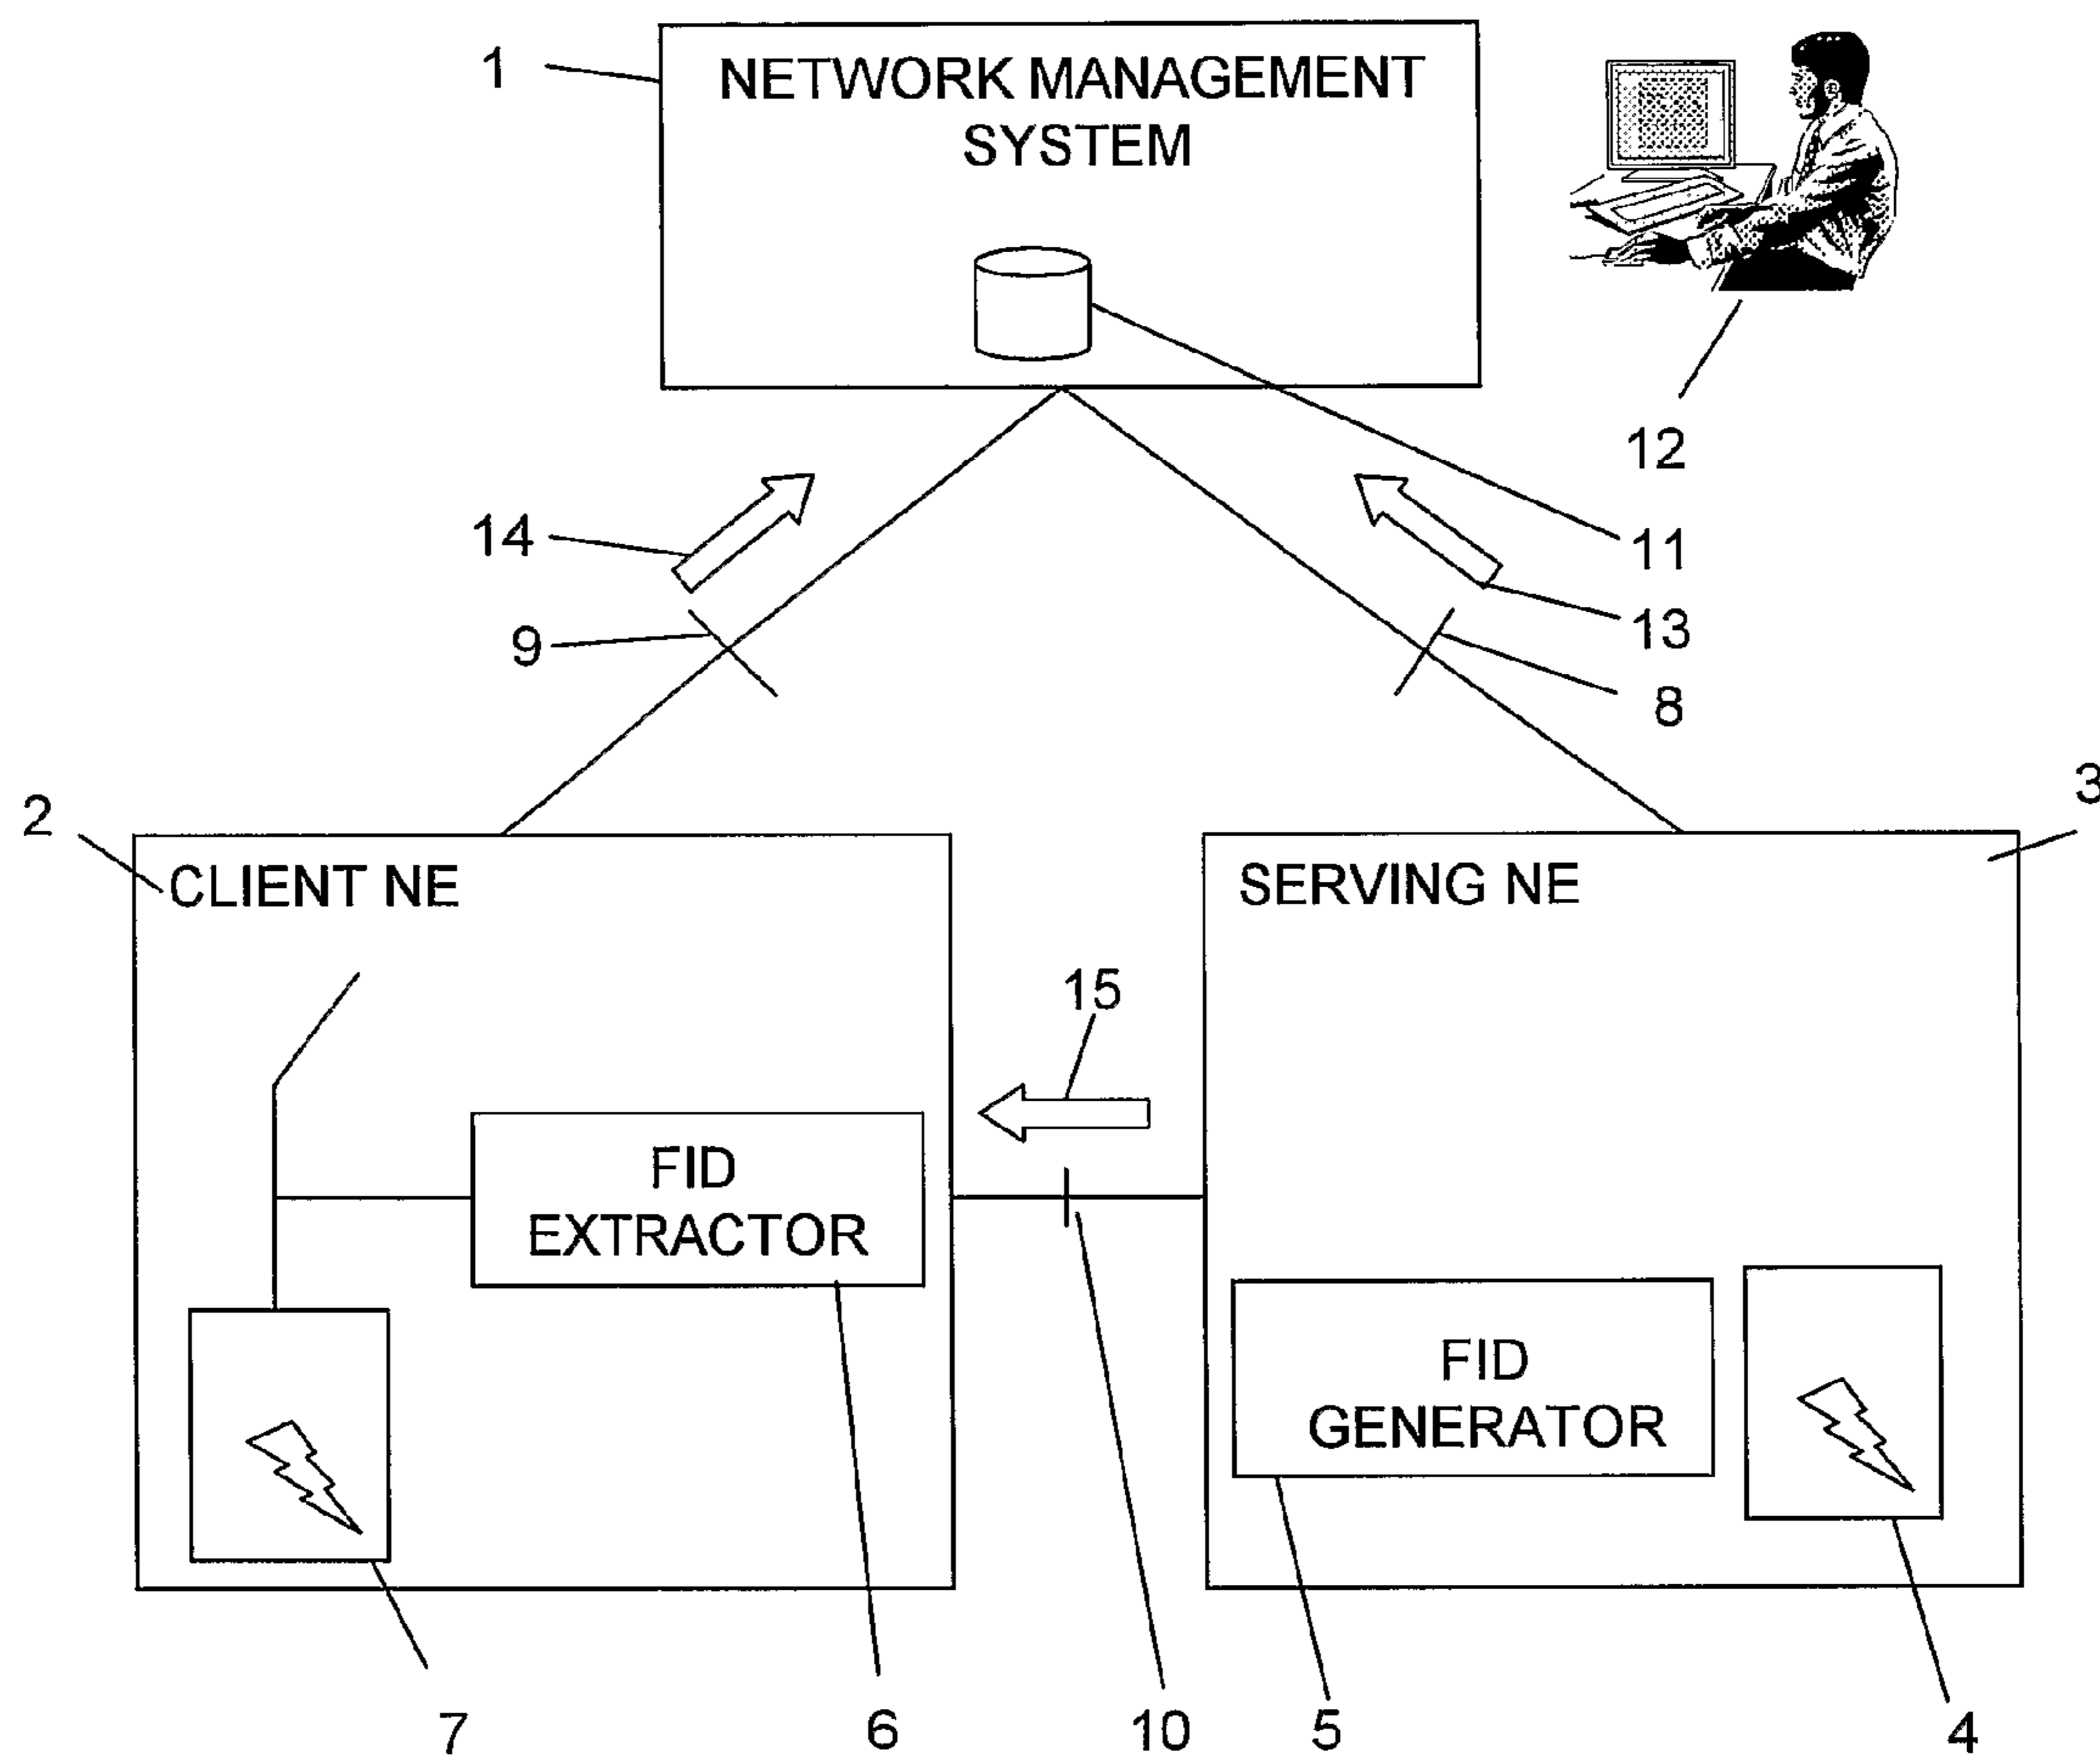 1
NETWORK MANAGEMENT
SYSTEM
12
14
11
9
13
8
2
3
CLIENT NE
SERVING NE
15
FID
EXTRACTOR
FID
GENERATOR
7
6
10
5
4